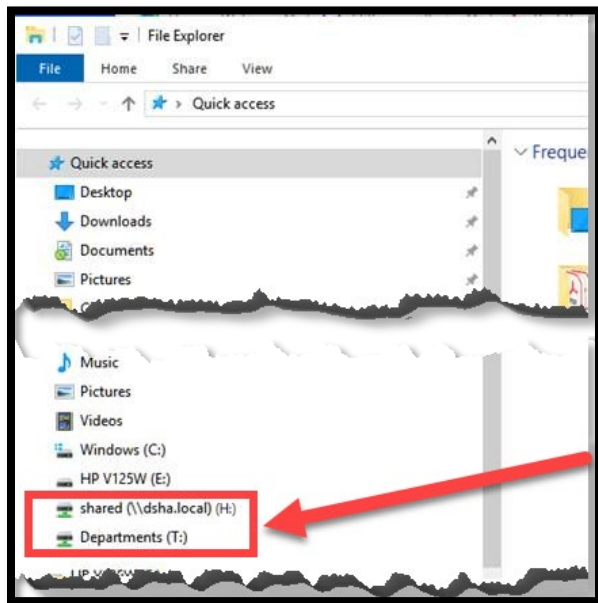 File Explorer
File Home Share View
Quick access
Quick access
Freque
Desktop
Downloads
Documents
Pictures
Music
Pictures
Videos
Windows (C:)
HP V125W (E:)
shared (\\dsha.local) (H:)
Departments (T:)